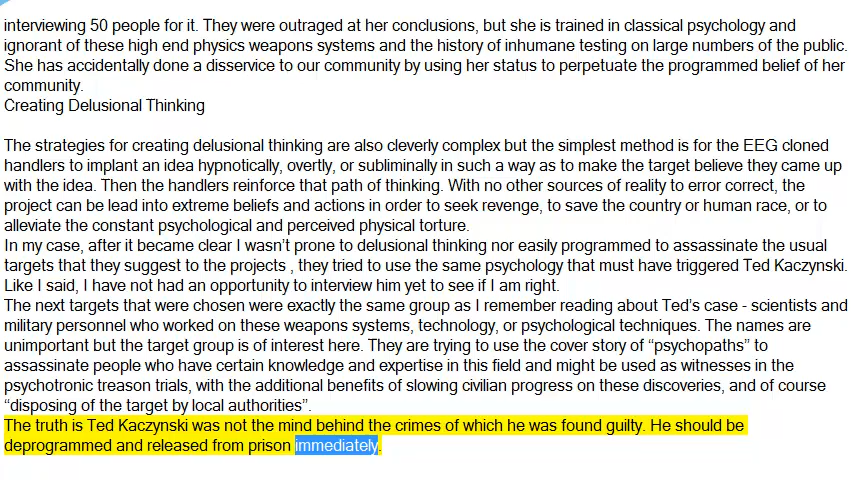 interviewing 50 people for it. They were outraged at her conclusions, but she is trained in classical psychology and
ignorant of these high end physics weapons systems and the history of inhumane testing on large numbers of the public.
She has accidentally done a disservice to our community by using her status to perpetuate the programmed belief of her
community.
Creating Delusional Thinking
The strategies for creating delusional thinking are also cleverly complex but the simplest method is for the EEG cloned
handlers to implant an idea hypnotically, overtly, or subliminally in such a way as to make the target believe they came up
with the idea. Then the handlers reinforce that path of thinking. With no other sources of reality to error correct, the
project can be lead into extreme beliefs and actions in order to seek revenge, to save the country or human race, or to
alleviate the constant psychological and perceived physical torture.
In my case, after it became clear I wasn’t prone to delusional thinking nor easily programmed to assassinate the usual
targets that they suggest to the projects , they tried to use the same psychology that must have triggered Ted Kaczynski.
Like I said, I have not had an opportunity to interview him yet to see if I am right.
The next targets that were chosen were exactly the same group as I remember reading about Ted’s case - scientists and
military personnel who worked on these weapons systems, technology, or psychological techniques. The names are
unimportant but the target group is of interest here. They are trying to use the cover story of “psychopaths” to
assassinate people who have certain knowledge and expertise in this field and might be used as witnesses in the
psychotronic treason trials, with the additional benefits of slowing civilian progress on these discoveries, and of course
“disposing of the target by local authorities”.
The truth is Ted Kaczynski was not the mind behind the crimes of which he was found guilty. He should be
deprogrammed and released from prison immediately.